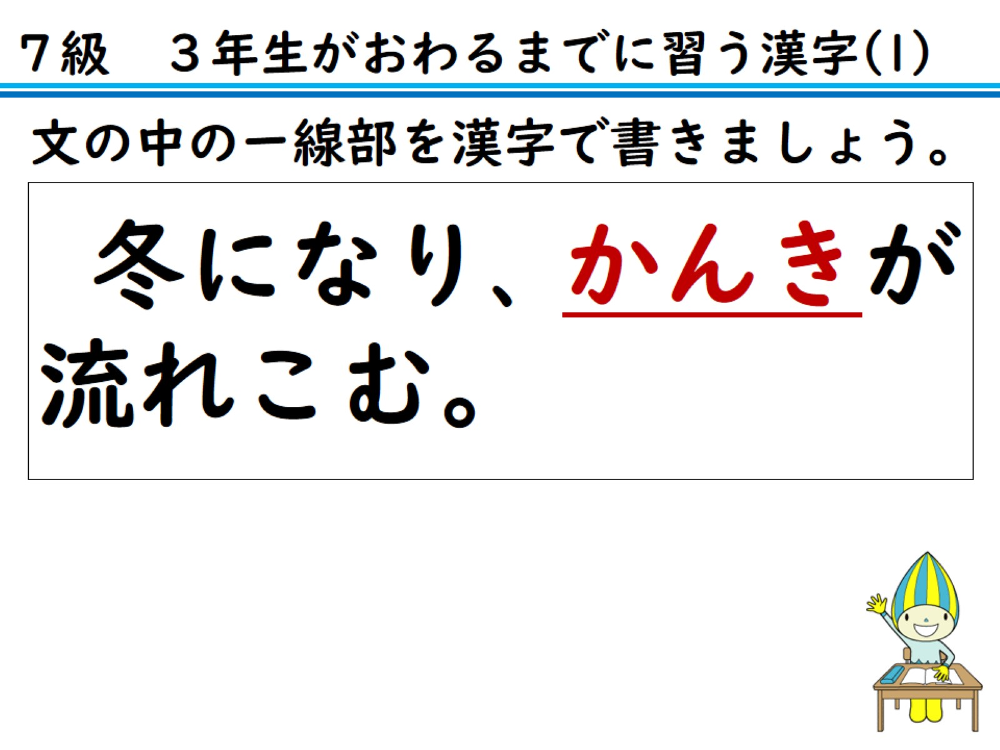 ７級　３年生がおわるまでに習う漢字(1)
文の中の一線部を漢字で書きましょう。
冬になり、かんきが
流れこむ。